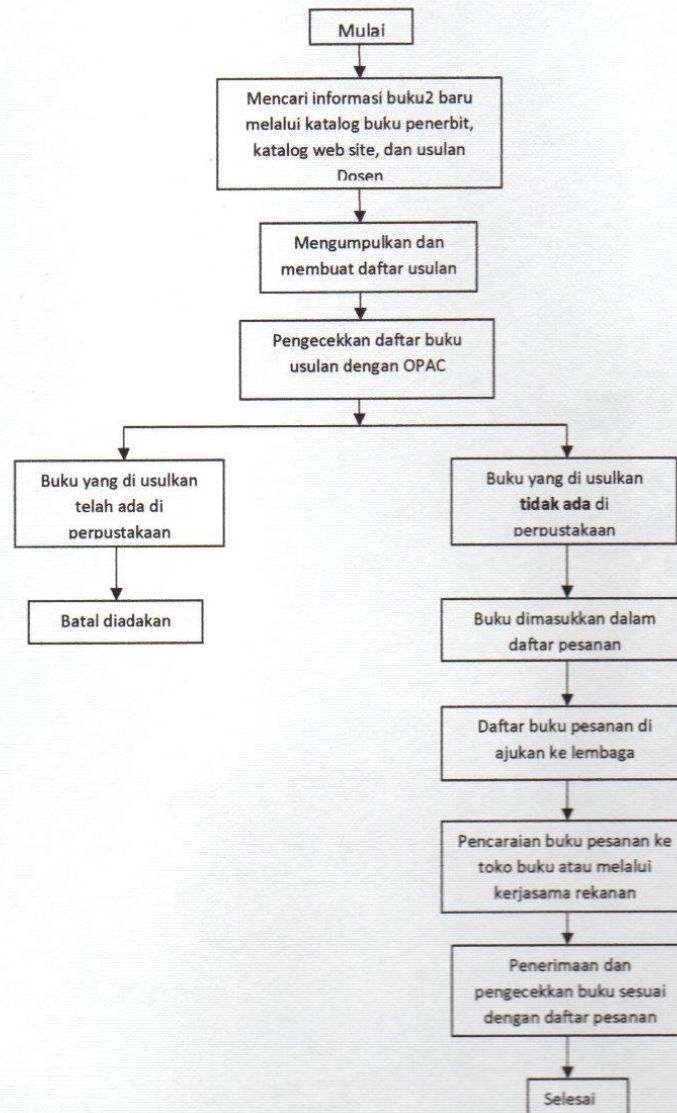 Mulai
Mencari informasi buku2 baru
melalui katalog buku penerbit,
katalog web site, dan usulan
Dosen
Mengumpulkan dan
membuat daftar usulan
Pengecekkan daftar buku
usulan dengan OPAC
Buku yang di usulkan
telah ada di
perpustakaan
Batal diadakan
Buku yang di usulkan
tidak ada di
perpustakaan
Buku dimasukkan dalam
daftar pesanan
Daftar buku pesanan di
ajukan ke lembaga
Pencaraian buku pesanan ke
toko buku atau melalui
kerjasama rekanan
Penerimaan dan
pengecekkan buku sesuai
dengan daftar pesanan
Selesai